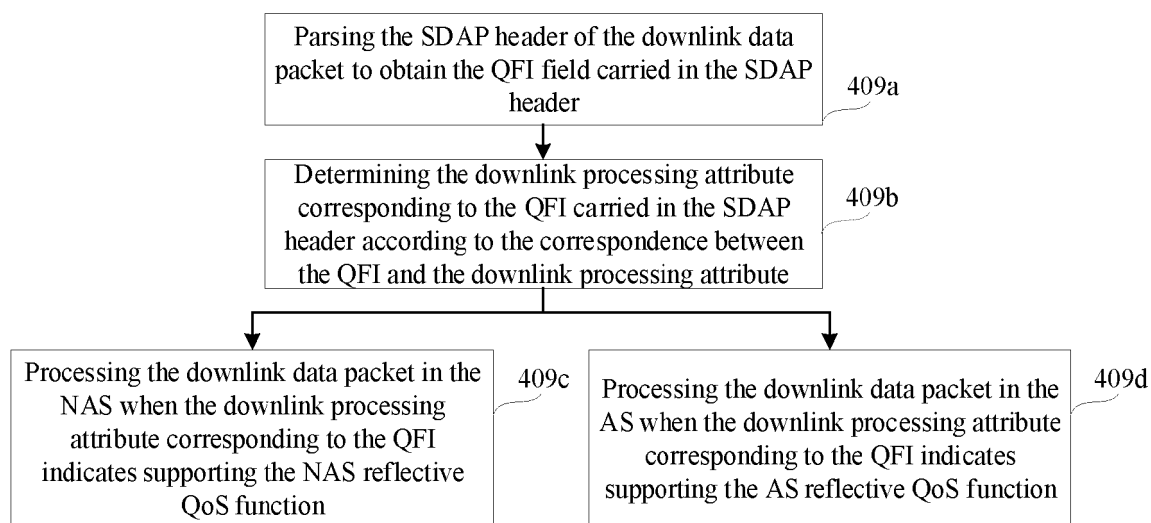 Parsing the SDAP header of the downlink data
packet to obtain the QFI field carried in the SDAP
header
409a
Determining the downlink processing attribute
corresponding to the QFI carried in the SDAP
header according to the correspondence between
the QFI and the downlink processing attribute
409b
Processing the downlink data packet in the
NAS when the downlink processing
attribute corresponding to the QFI
indicates supporting the NAS reflective
QoS function
409c
Processing the downlink data packet in the
AS when the downlink processing attribute
corresponding to the QFI indicates
supporting the AS reflective QoS function
409d